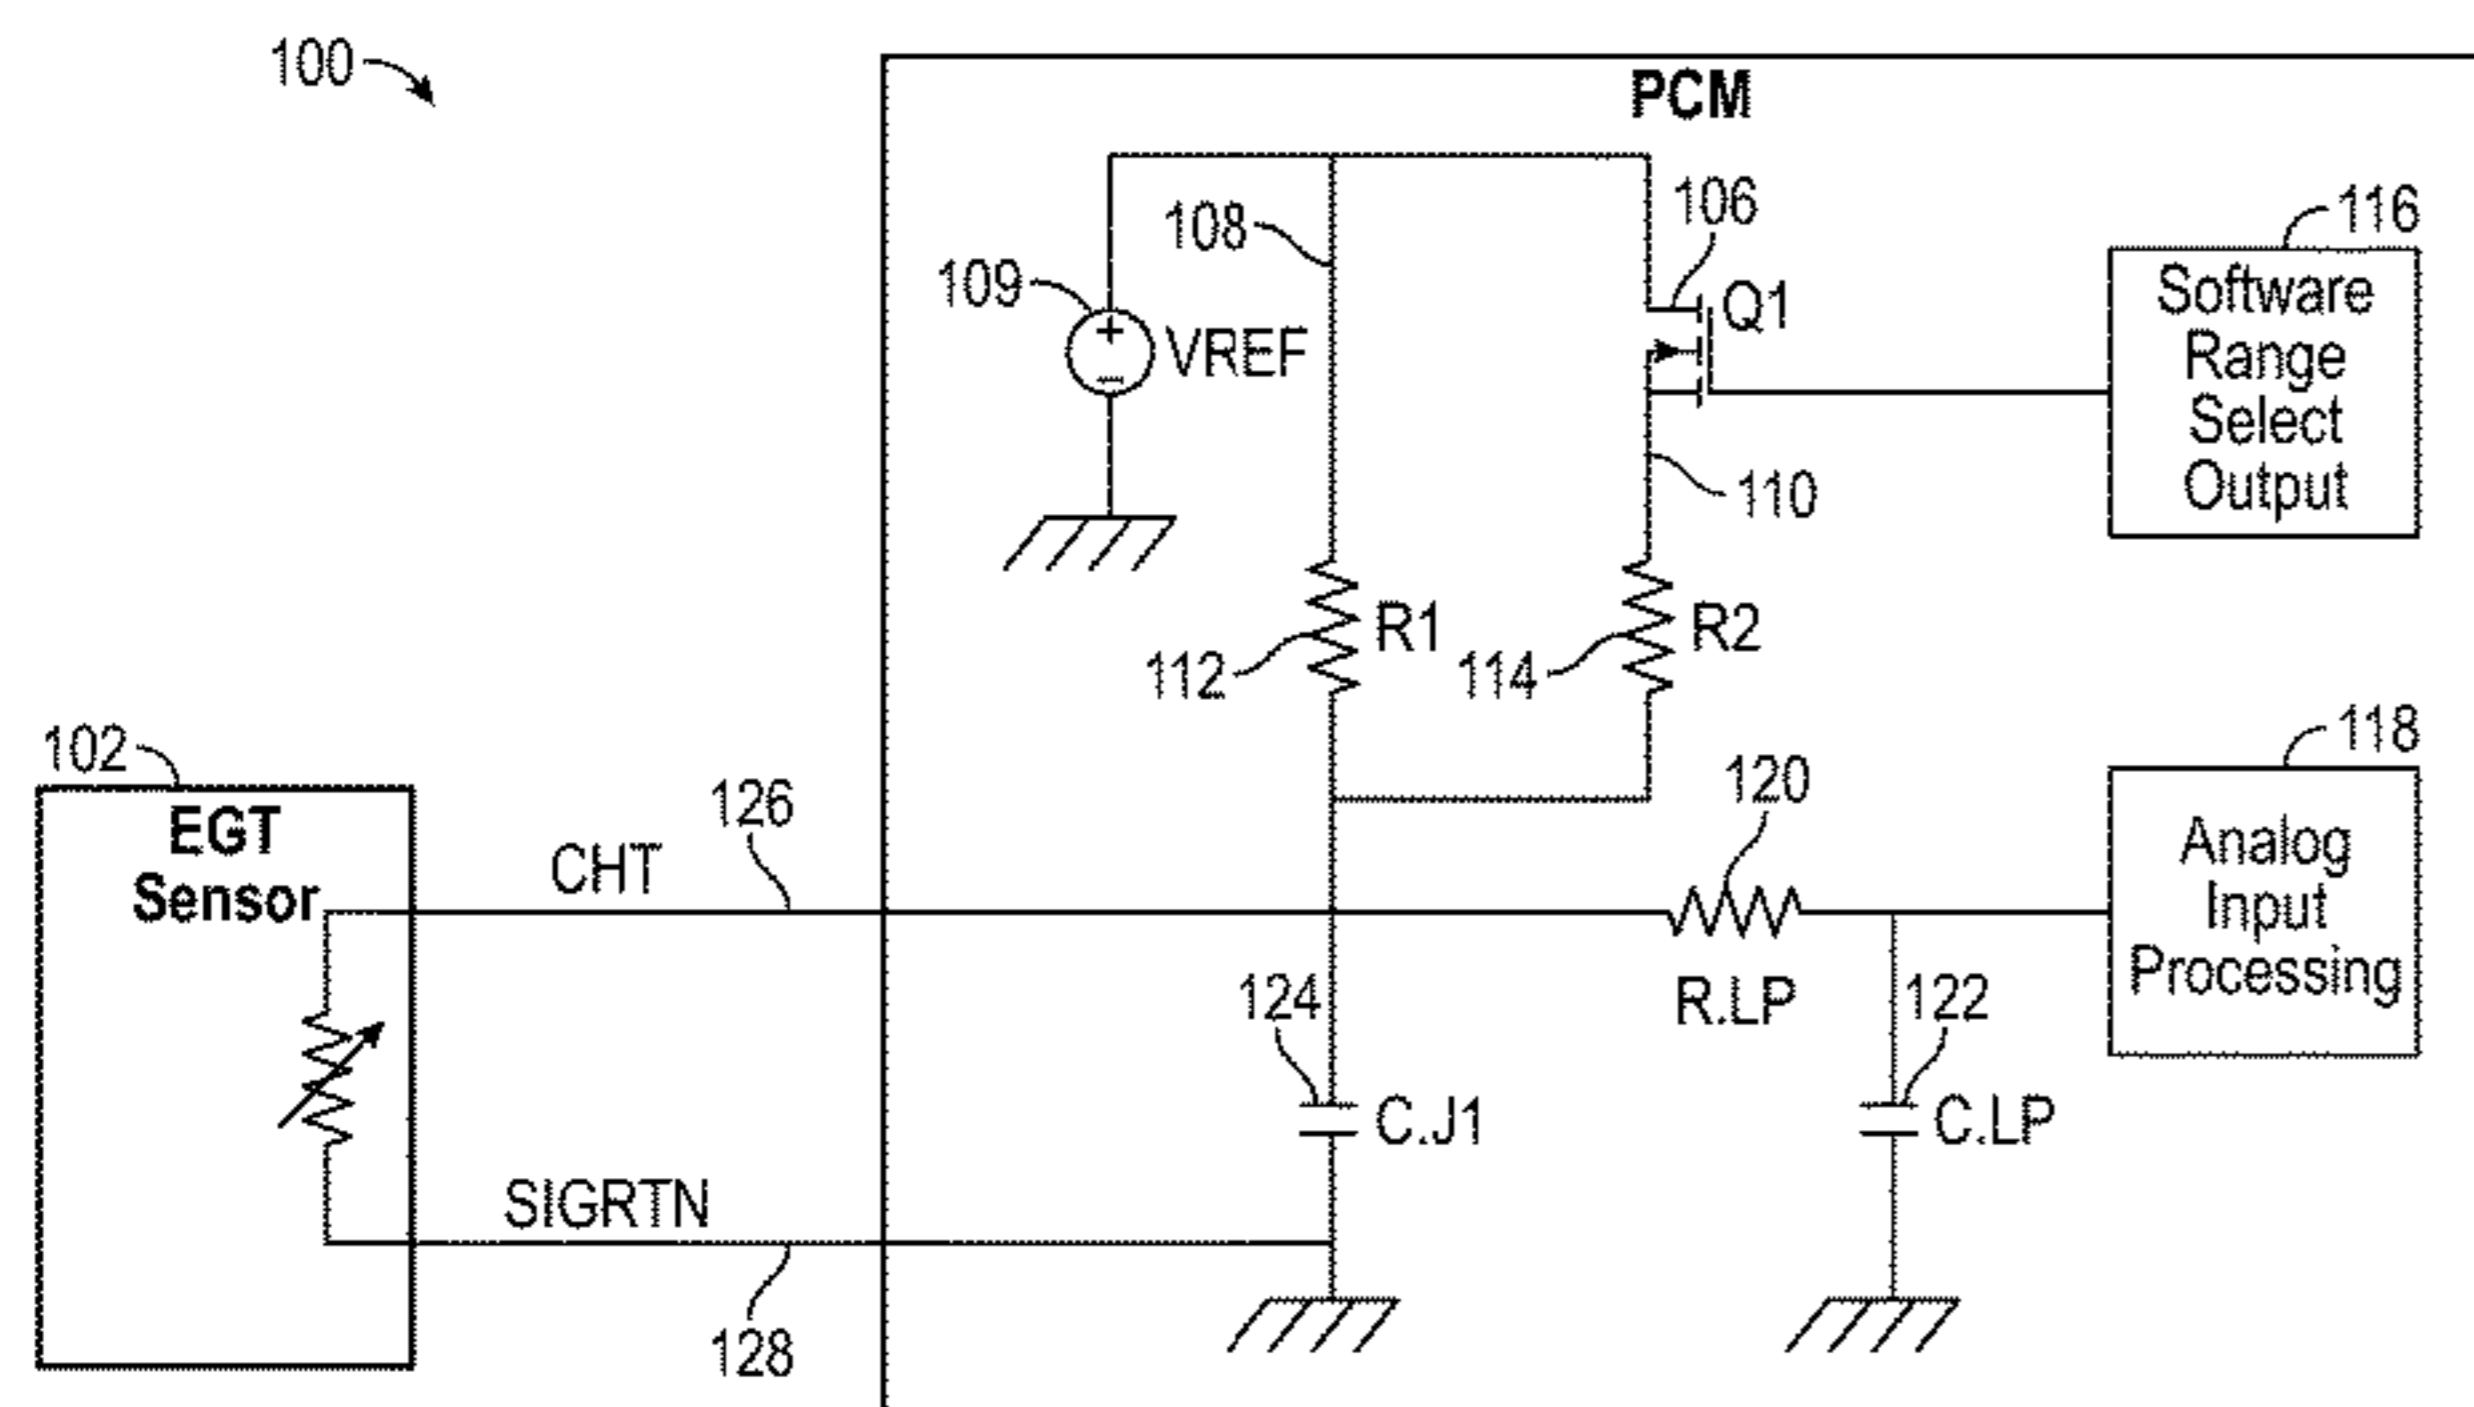 100
PCM
106
108
116
109
VREF
Q1
Software
Range
Select
Output
110
R1
R2
112
114
102
126
120
118
EGT
Sensor
CHT
Analog
Input
Processing
124
R.LP
122
C.J1
C.LP
SIGRTN
128